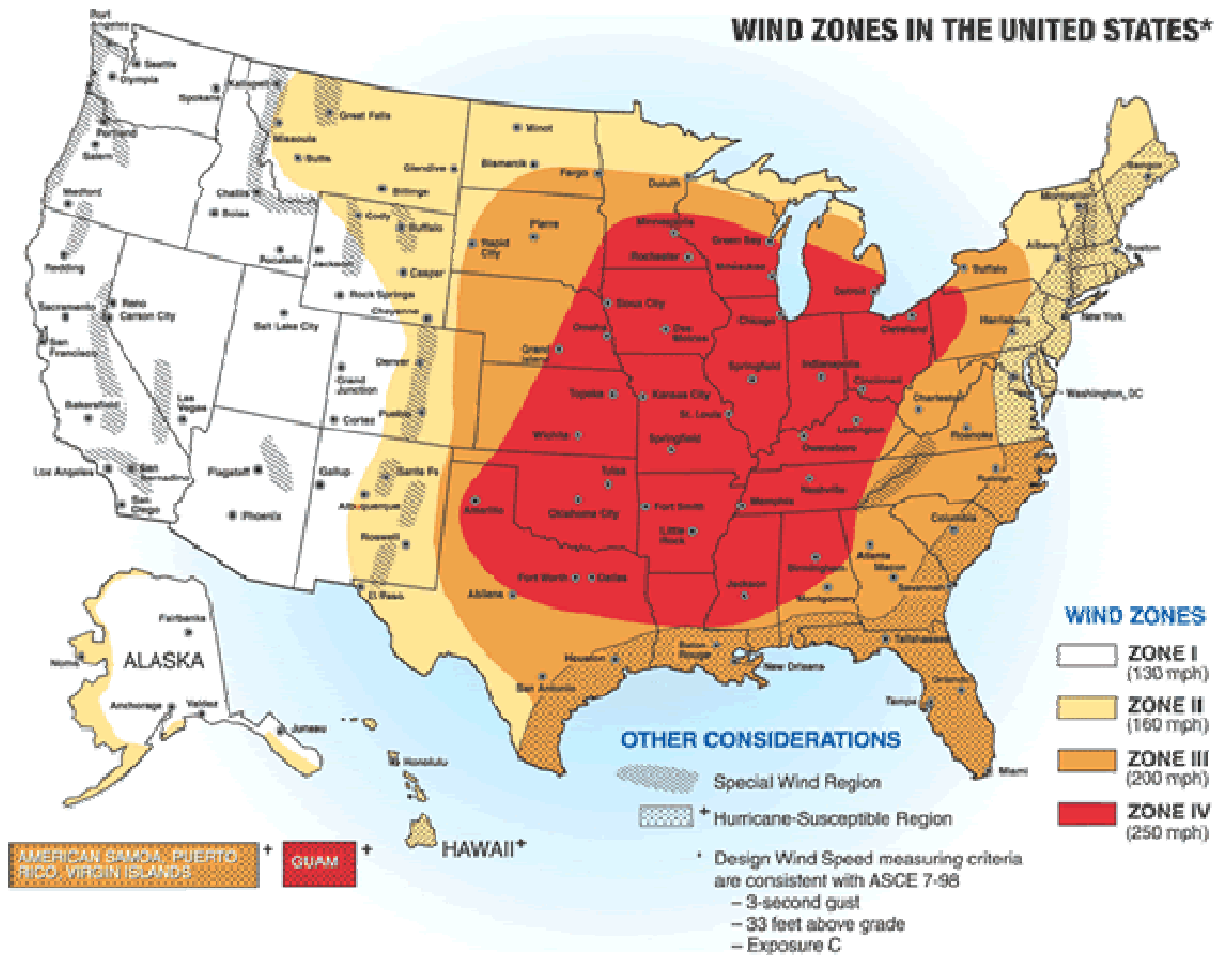 WIND ZONES IN THE UNITED STATES*
Port
Angeles
Seattle
Olympia
Spokane
Kalispell
Great Falls
Minot
Portland
Missoula
Salem
Butte
Glendive
Bismarck
Fargo
Duluth
Bangor
Medford
Challis
Billings
Montpelier
Boise
Cody
Buffalo
Rapid
City
Pierre
Minneapolis
Green Bay
Albany
Boston
Redding
Pocatello
Jackson
Casper
Rochester
Milwaukee
Buffalo
Sacramento
Reno
Carson City
Rock Springs
Cheyenne
Sioux City
Detroit
Salt Lake City
Omaha
Des
Moines
Chicago
Cleveland
Harrisburg
New York
San
Francisco
Denver
Grand
Island
Grand
Junction
Springfield
Indianapolis
Cincinnati
Washington, DC
Bakersfield
Las
Vegas
Cortez
Pueblo
Topeka
Kansas City
St. Louis
Charleston
Lexington
Wichita
Springfield
Owensboro
Roanoke
Los Angeles
San
Bernadino
Flagstaff
Gallup
Santa Fe
Tulsa
Nashville
Raleigh
San
Diego
Phoenix
Albuquerque
Amarillo
Oklahoma City
Fort Smith
Memphis
Columbia
Roswell
Little
Rock
Birmingham
Atlanta
Macon
El Paso
Abilene
Fort Worth
Dallas
Jackson
Montgomery
Savannah
Fairbanks
Nome
ALASKA
Houston
Baton
Rouge
New Orleans
Tallahassee
San Antonio
Orlando
Tampa
Anchorage
Valdez
Juneau
Honolulu
Miami
HAWAII+
AMERICAN SAMOA, PUERTO
RICO, VIRGIN ISLANDS
+
GUAM
+
WIND ZONES
ZONE I
(130 mph)
ZONE II
(160 mph)
ZONE III
(200 mph)
ZONE IV
(250 mph)
OTHER CONSIDERATIONS
Special Wind Region
+ Hurricane-Susceptible Region
* Design Wind Speed measuring criteria
are consistent with ASCE 7-98
– 3-second gust
– 33 feet above grade
– Exposure C